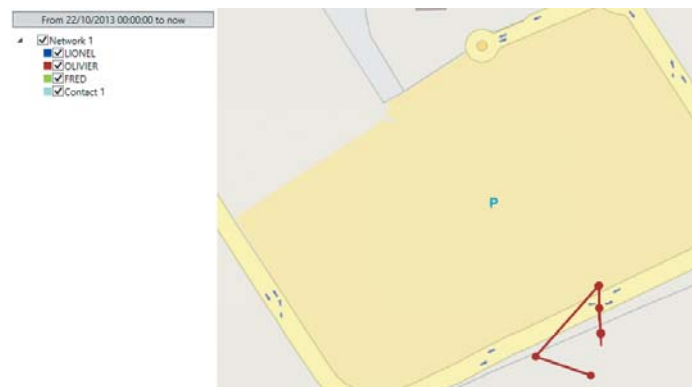 From 22/10/2013 00:00:00 to now
Network 1
LIONEL
OLIVIER
FRED
Contact 1
P